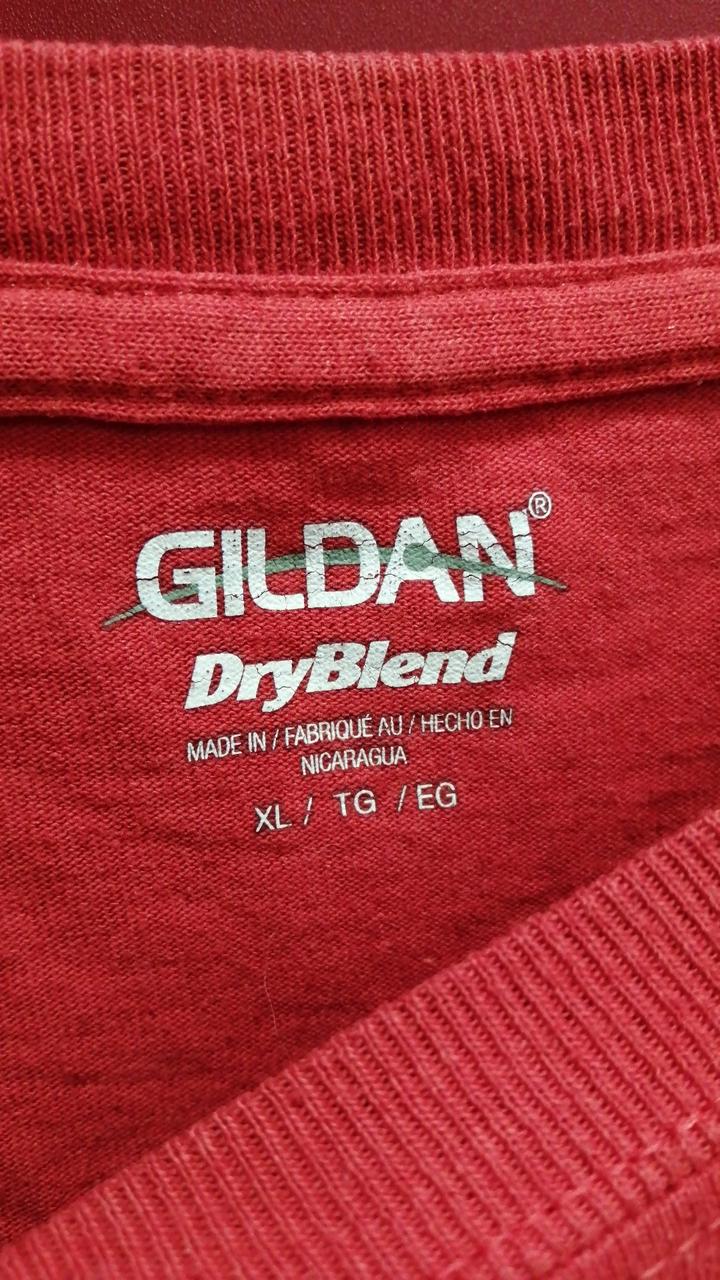 GILDAN®
DryBlend
MADE IN / FABRIQUÉ AU / HECHO EN
NICARAGUA
XL / TG / EG